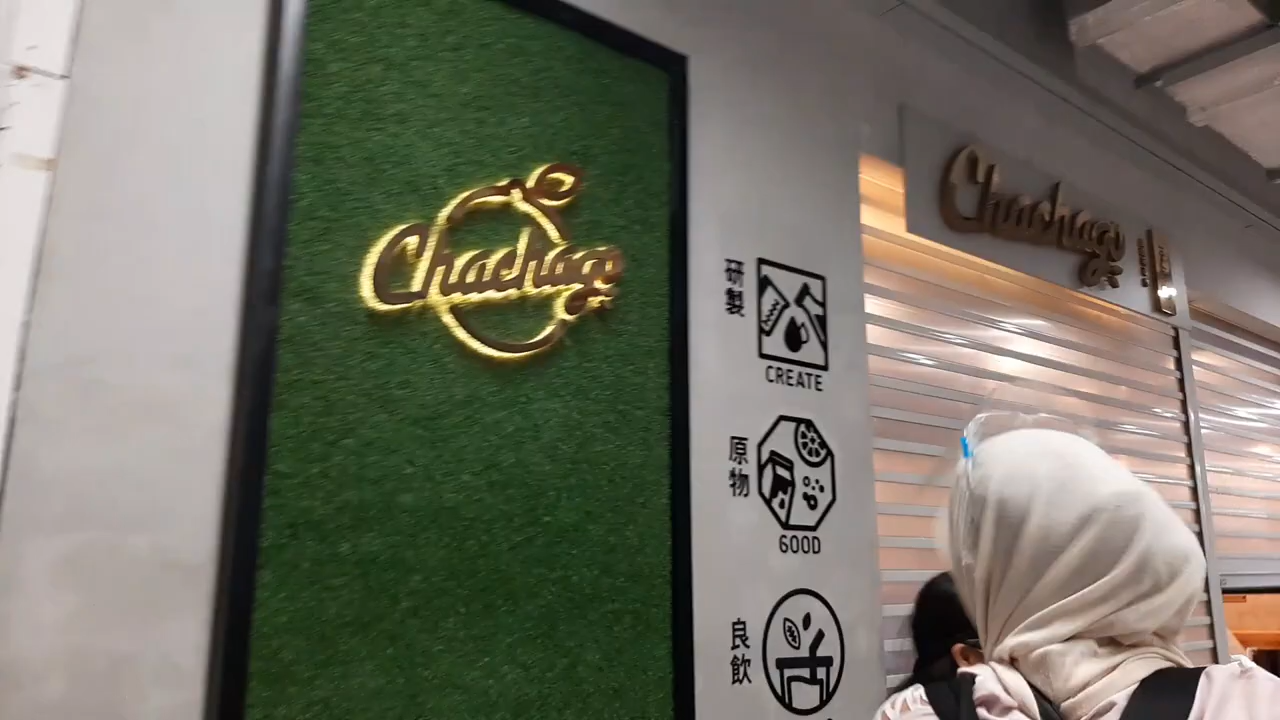 Chachago
研製
CREATE
原物
GOOD
良飲
Chachago